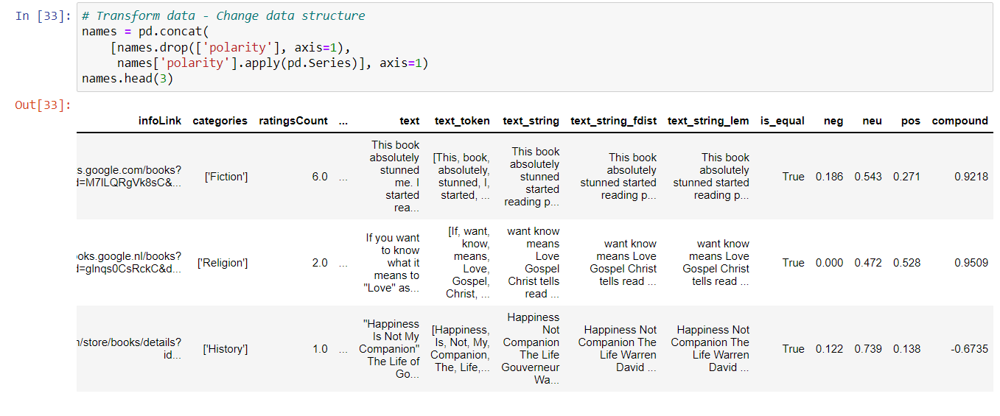 In [33]: # Transform data - Change data structure
names = pd.concat(
[names.drop(['polarity'], axis=1),
names['polarity'].apply(pd.Series)], axis=1)
names.head(3)
Out[33]:
infoLink categories ratingsCount ... text text_token text_string text_string_fdist text_string_lem is_equal neg neu pos compound
s.google.com/books?
d=M7lLQRgVk8sC&...
['Fiction']
6.0
...
This book
absolutely
stunned
me. I
started
rea...
[This, book,
absolutely,
stunned, I,
started, ...
This book
absolutely
stunned
started
reading p...
This book
absolutely
stunned started
reading p...
This book
absolutely
stunned started
reading p...
True 0.186 0.543 0.271 0.9218
oks.google.nl/books?
d=glnqs0CsRckC&d...
['Religion']
2.0
...
If you want
to know
what it
means to
"Love" as...
[If, want,
know,
means,
Love,
Gospel,
Christ, ...
want know
means
Love
Gospel
Christ tells
read ...
want know
means Love
Gospel Christ
tells read ...
want know
means Love
Gospel Christ
tells read ...
True 0.000 0.472 0.528 0.9509
/store/books/details?
id...
['History']
1.0
...
"Happiness
Is Not My
Companion"
The Life of
Go...
[Happiness,
Is, Not, My,
Companion,
The, Life,...
Happiness
Not
Companion
The Life
Gouverneur
Wa...
Happiness Not
Companion The
Life Warren
David ...
Happiness Not
Companion The
Life Warren
David ...
True 0.122 0.739 0.138 -0.6735